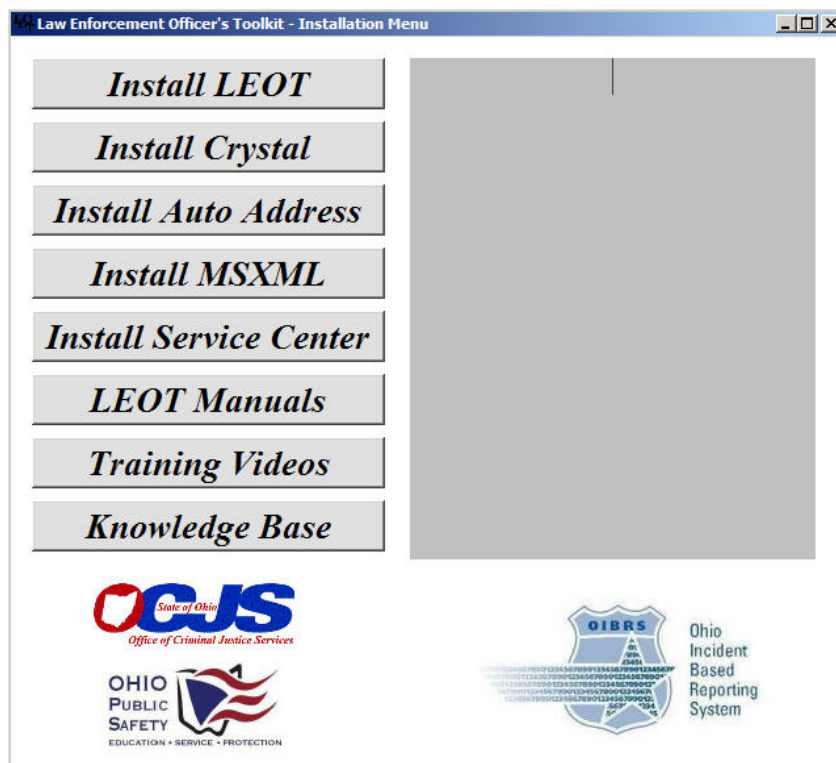 Law Enforcement Officer's Toolkit - Installation Menu
Install LEOT
Install Crystal
Install Auto Address
Install MSXML
Install Service Center
LEOT Manuals
Training Videos
Knowledge Base
OCJS
State of Ohio
Office of Criminal Justice Services
OHIO
PUBLIC
SAFETY
EDUCATION • SERVICE • PROTECTION
OIBRS
Ohio
Incident
Based
Reporting
System